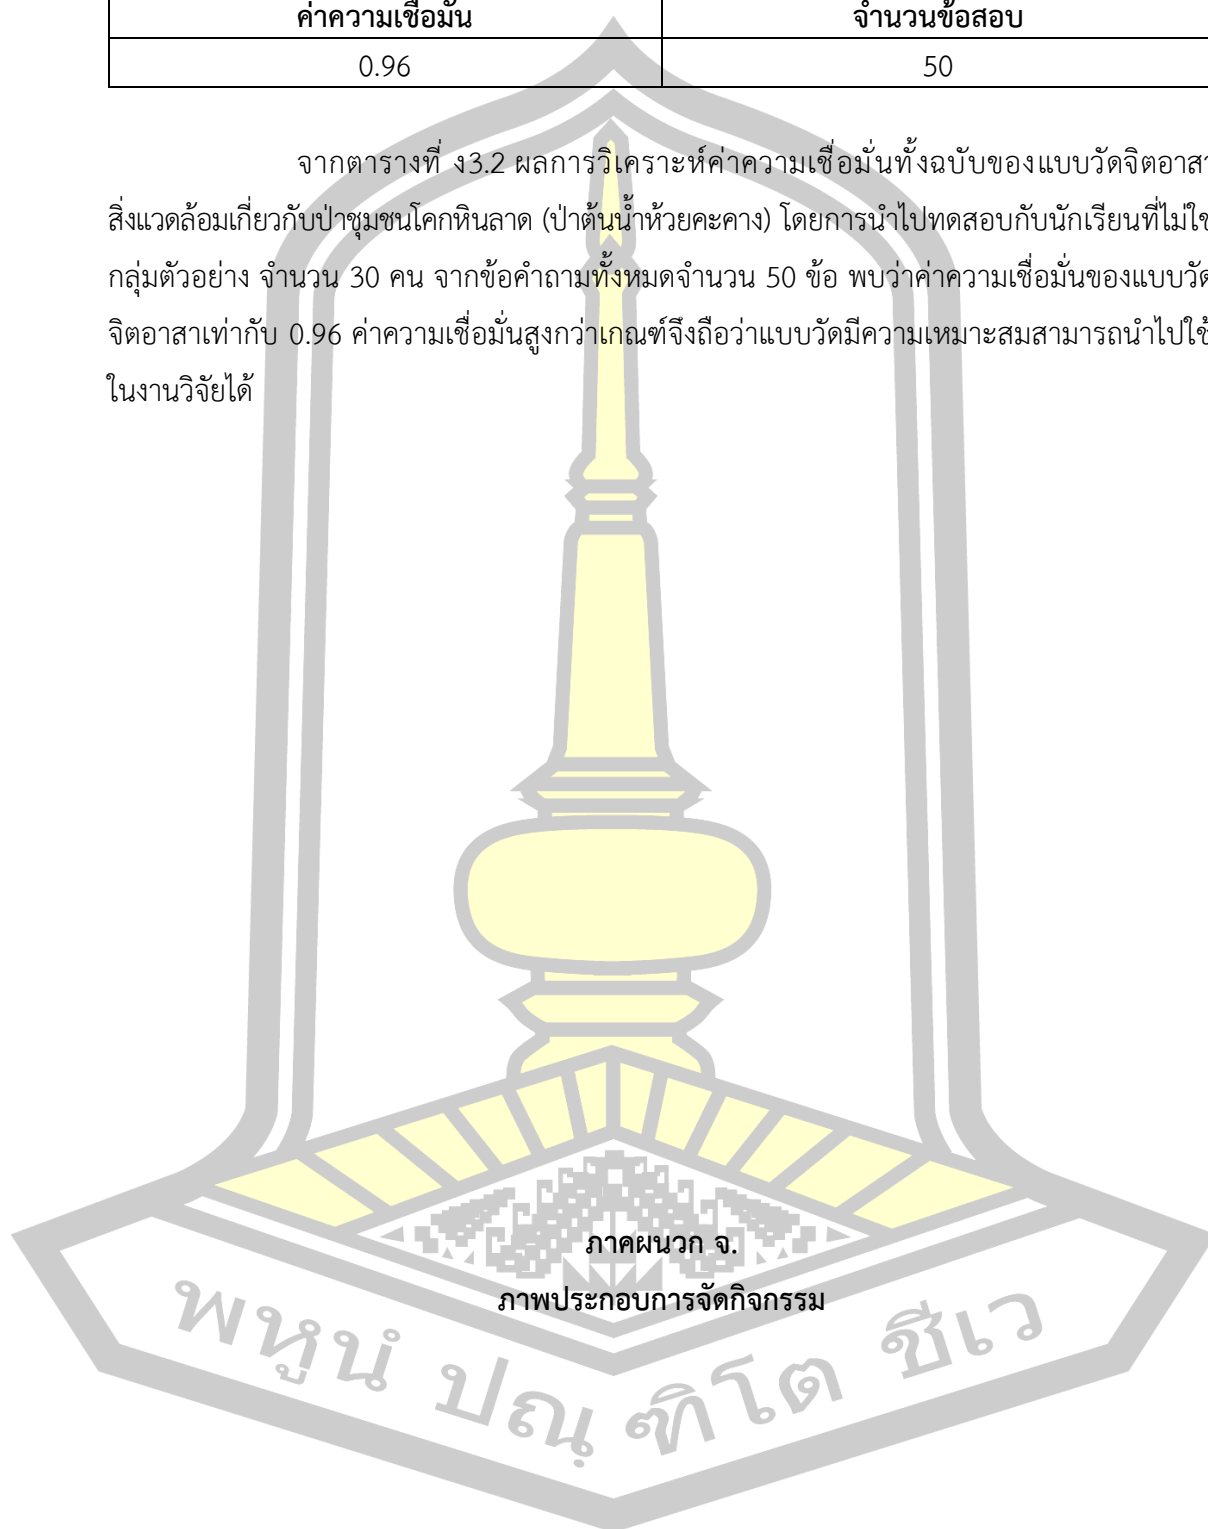 ค่าความเชื่อมั่น จำนวนข้อสอบ
0.96 50
จากตารางที่ ง3.2 ผลการวิเคราะห์ค่าความเชื่อมั่นทั้งฉบับของแบบวัดจิตอาสา
สิ่งแวดล้อมเกี่ยวกับป่าชุมชนโคกหินลาด (ป่าต้นน้ำห้วยคะคาง) โดยการนำไปทดสอบกับนักเรียนที่ไม่ใช่
กลุ่มตัวอย่าง จำนวน 30 คน จากข้อคำถามทั้งหมดจำนวน 50 ข้อ พบว่าค่าความเชื่อมั่นของแบบวัด
จิตอาสาเท่ากับ 0.96 ค่าความเชื่อมั่นสูงกว่าเกณฑ์จึงถือว่าแบบวัดมีความเหมาะสมสามารถนำไปใช้
ในงานวิจัยได้
ภาคผนวก จ.
ภาพประกอบการจัดกิจกรรม
พหูนํ ปณฺฑิโต ชีเว